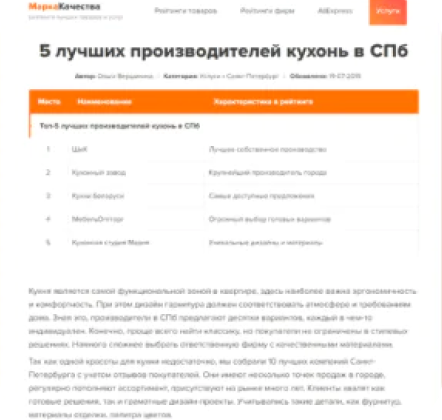 МаркаКачества
рейтинги лучших товаров и услуг
Рейтинги товаров
Рейтинги фирм
AliExpress
Услуги
5 лучших производителей кухонь в СПб
Автор: Ольга Вершинина Категория: Услуги » Санкт-Петербург Обновлено: 19-07-2019
Место Наименование Характеристика в рейтинге
Топ-5 лучших производителей кухонь в СПб
1 ЦиК Лучшее собственное производство
2 Кухонный завод Крупнейший производитель города
3 Кухни Беларуси Самые доступные предложения
4 МебельОптторг Огромный выбор готовых вариантов
5 Кухонная студия Мария Уникальные дизайны и материалы
Кухня является самой функциональной зоной в квартире, здесь наиболее важна эргономичность
и комфортность. При этом дизайн гарнитура должен соответствовать атмосфере и требованиям
дома. Зная это, производители в СПб предлагают десятки вариантов, каждый в чем-то
индивидуален. Конечно, проще всего найти классику, но покупатели не ограничены в стилевых
решениях. Намного сложнее выбрать ответственную фирму с качественными материалами.
Так как одной красоты для кухни недостаточно, мы собрали 10 лучших компаний Санкт-
Петербурга с учетом отзывов покупателей. Они имеют несколько точек продаж в городе,
регулярно пополняют ассортимент, присутствуют на рынке много лет. Клиенты хвалят как
готовые решения, так и грамотные дизайн-проекты. Учитывались такие детали, как фурнитура,
материалы отделки, палитра цветов.